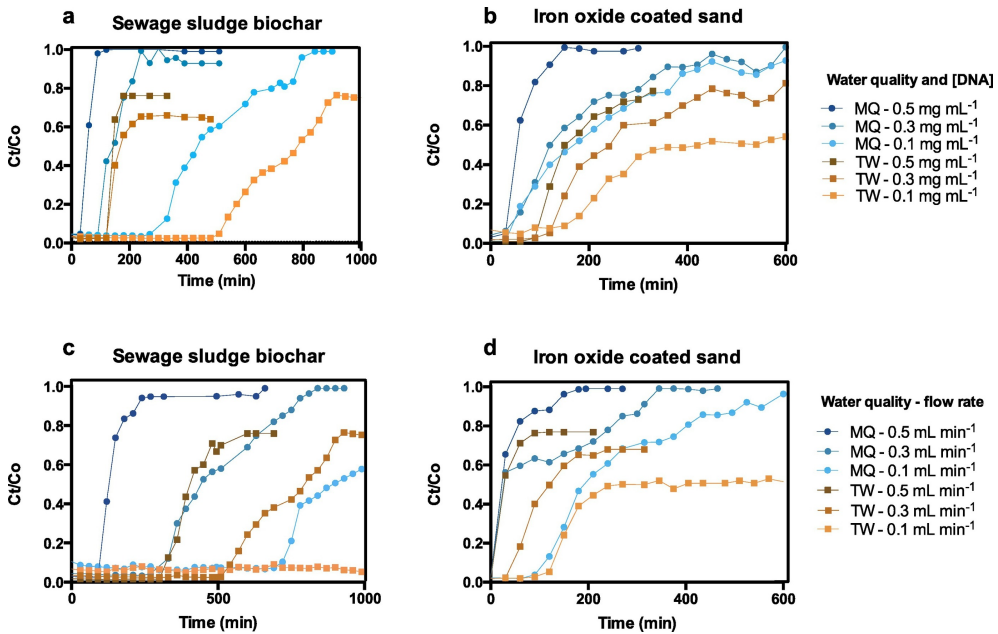 a
Sewage sludge biochar
1.0
0.8
0.6
0.4
0.2
0.0
Ct/Co
0 200 400 600 800 1000
Time (min)
b
Iron oxide coated sand
1.0
0.8
0.6
0.4
0.2
0.0
Ct/Co
0 200 400 600
Time (min)
Water quality and [DNA]
MQ - 0.5 mg mL⁻¹
MQ - 0.3 mg mL⁻¹
MQ - 0.1 mg mL⁻¹
TW - 0.5 mg mL⁻¹
TW - 0.3 mg mL⁻¹
TW - 0.1 mg mL⁻¹
c
Sewage sludge biochar
1.0
0.8
0.6
0.4
0.2
0.0
Ct/Co
0 500 1000
Time (min)
d
Iron oxide coated sand
1.0
0.8
0.6
0.4
0.2
0.0
Ct/Co
0 200 400 600
Time (min)
Water quality - flow rate
MQ - 0.5 mL min⁻¹
MQ - 0.3 mL min⁻¹
MQ - 0.1 mL min⁻¹
TW - 0.5 mL min⁻¹
TW - 0.3 mL min⁻¹
TW - 0.1 mL min⁻¹